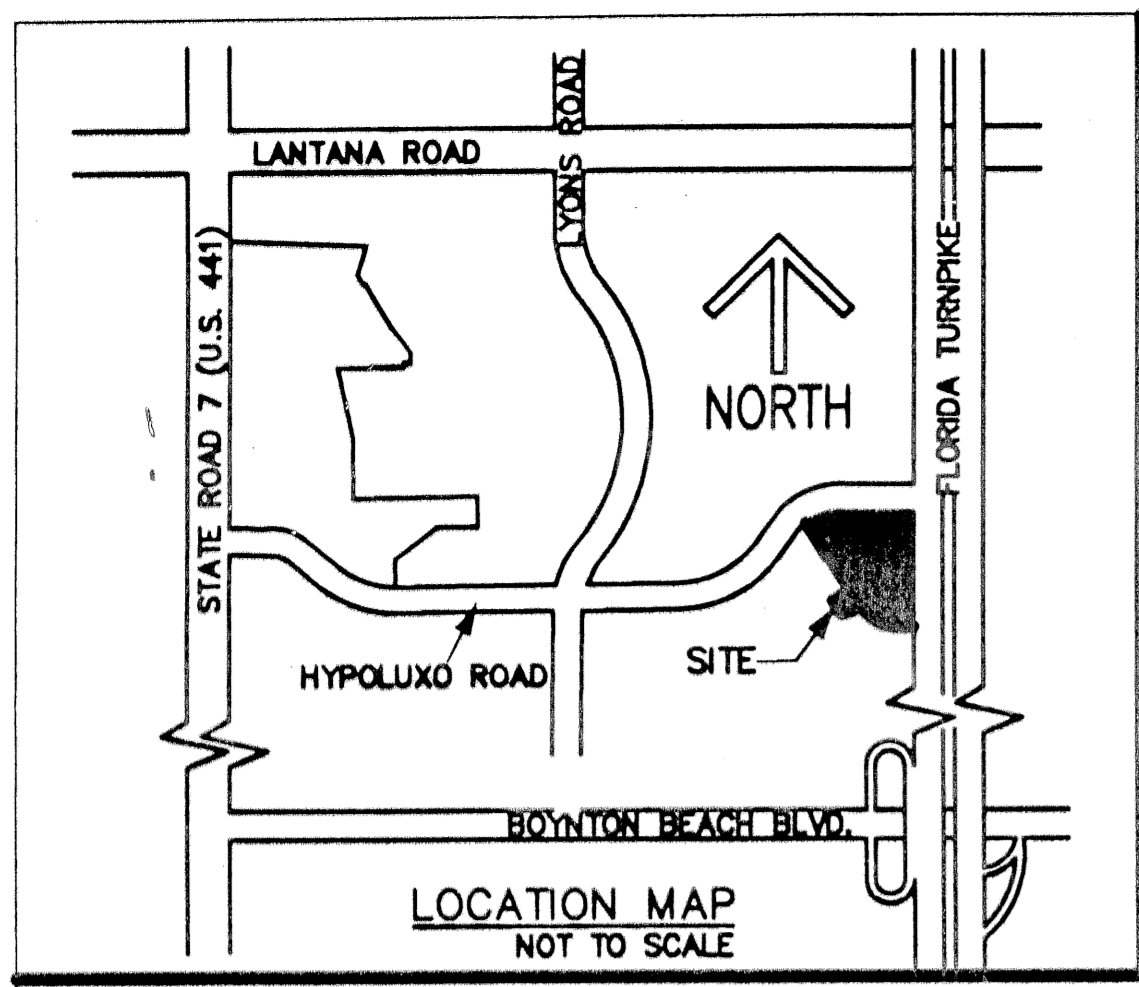 LANTANA ROAD
LYONS ROAD
STATE ROAD 7 (U.S. 441)
FLORIDA TURNPIKE
NORTH
HYPOLUXO ROAD
SITE
BOYNTON BEACH BLVD.
LOCATION MAP
NOT TO SCALE